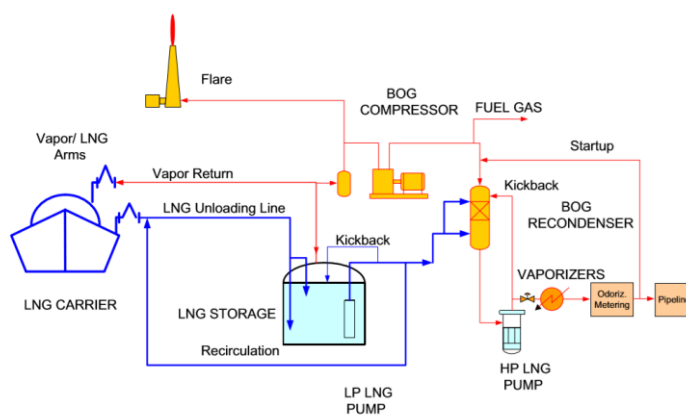 Flare
BOG
COMPRESSOR
FUEL GAS
Vapor/ LNG
Arms
Startup
Vapor Return
Kickback
LNG Unloading Line
BOG
RECONDENSER
Kickback
VAPORIZERS
LNG CARRIER
LNG STORAGE
Odoriz.
Metering
Pipeline
Recirculation
HP LNG
PUMP
LP LNG
PUMP